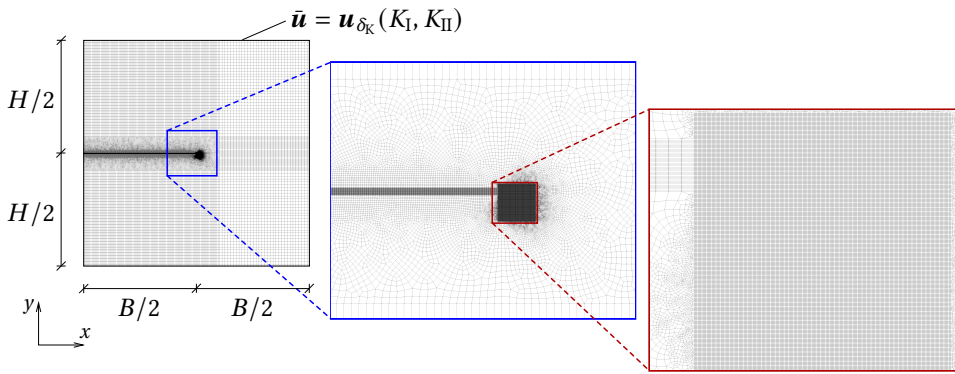 ū = u_δK(K_I, K_II)
H/2
H/2
B/2
B/2
y
x